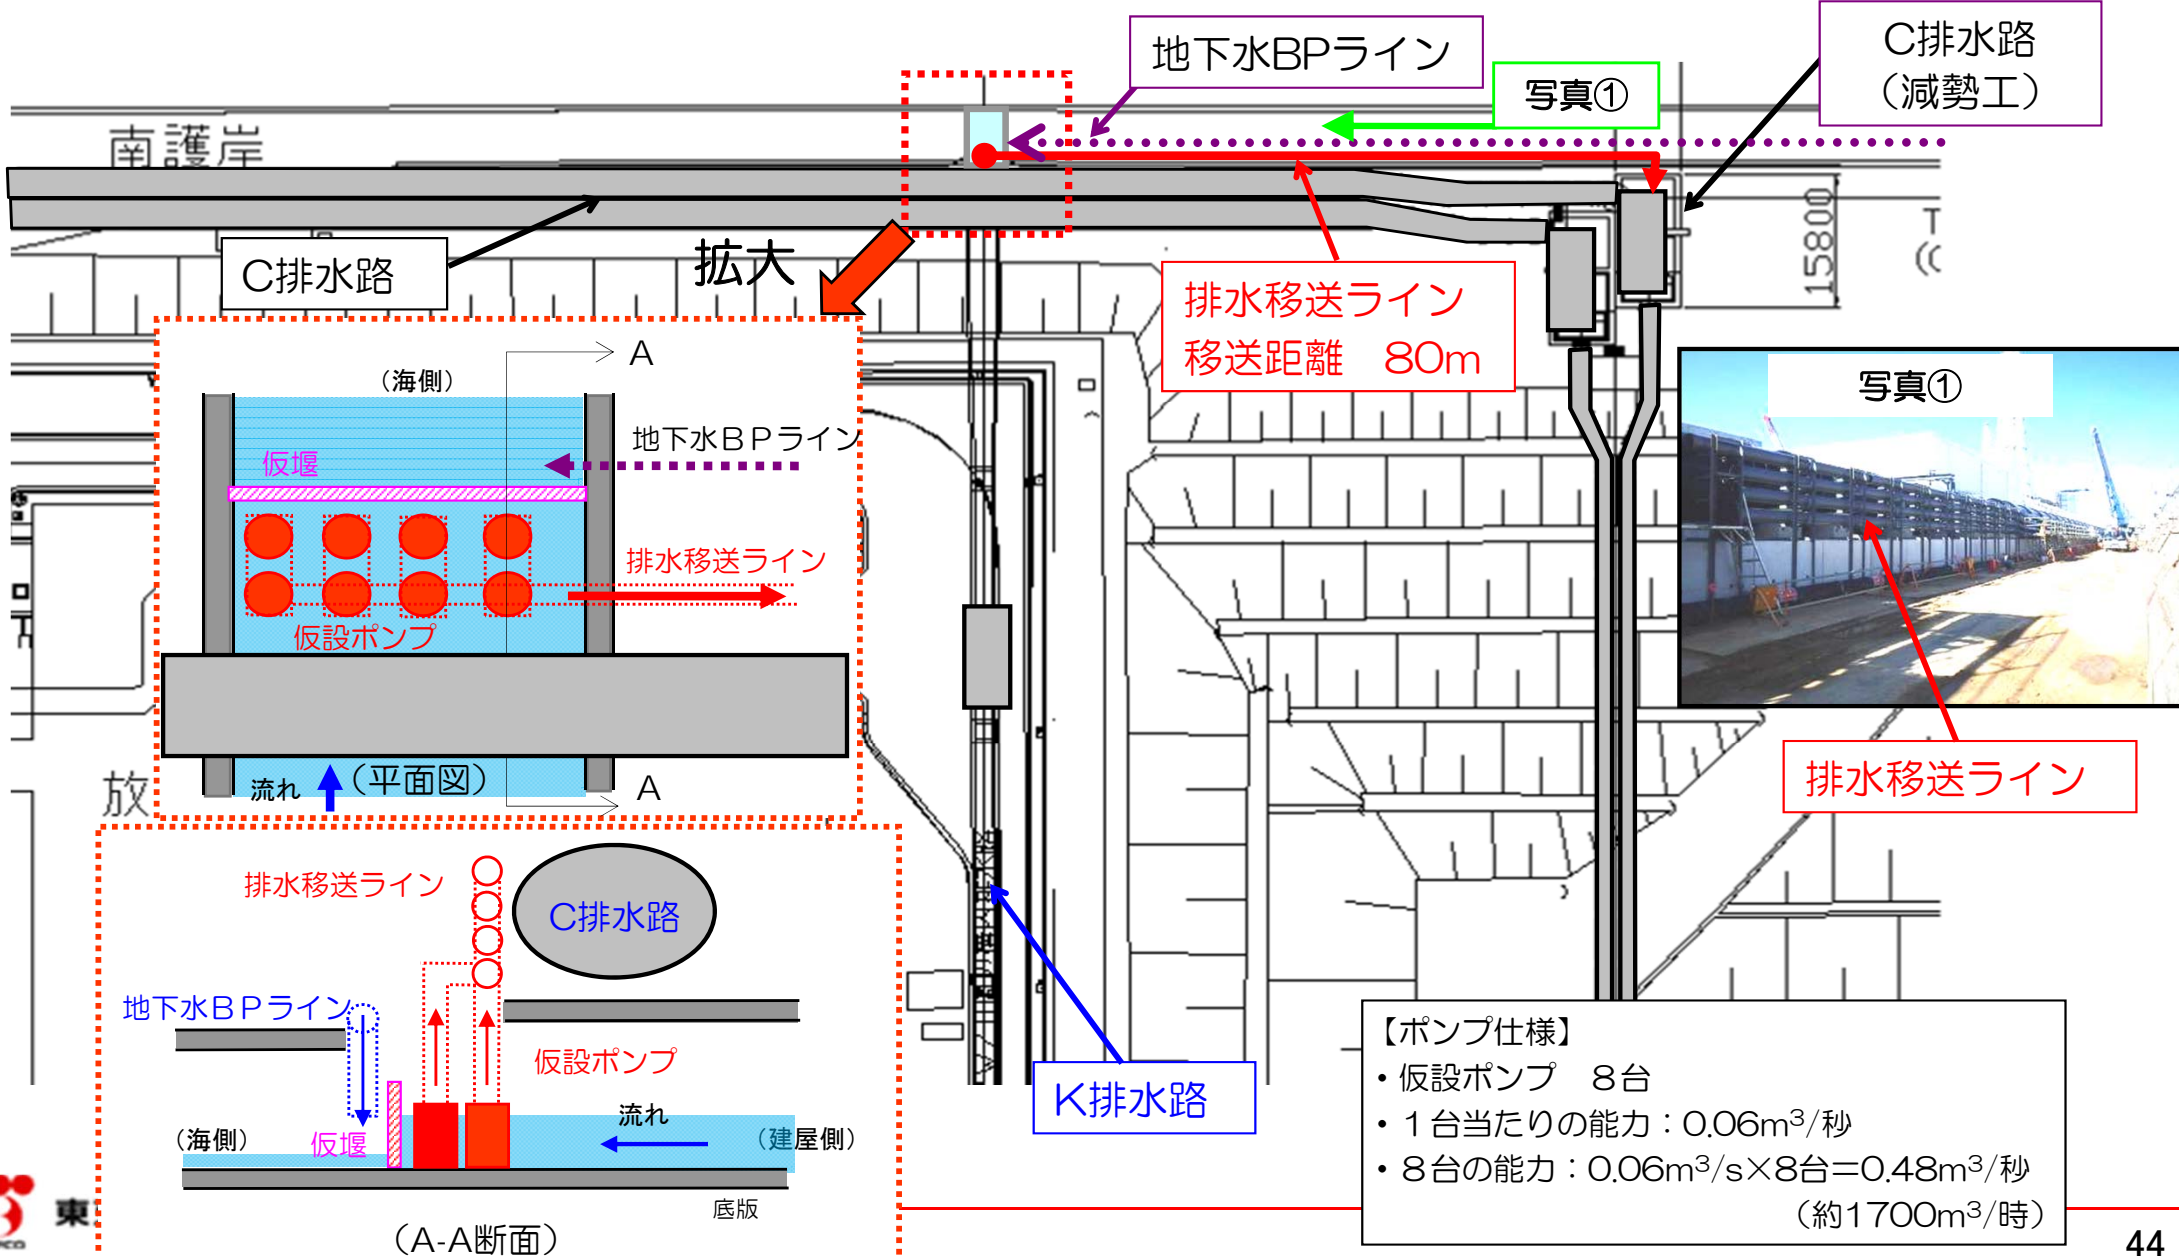 地下水BPライン
C排水路
（減勢工）
写真①
南護岸
C排水路
拡大
排水移送ライン
移送距離　80m
15800
写真①
A
（海側）
地下水ＢＰライン
仮堰
排水移送ライン
仮設ポンプ
排水移送ライン
放
流れ
（平面図）
A
排水移送ライン
C排水路
地下水ＢＰライン
仮設ポンプ
流れ
（海側）
仮堰
（建屋側）
底版
（A-A断面）
K排水路
【ポンプ仕様】
・仮設ポンプ　８台
・１台当たりの能力：0.06m³/秒
・８台の能力：0.06m³/s×8台＝0.48m³/秒
（約1700m³/時）
東
44